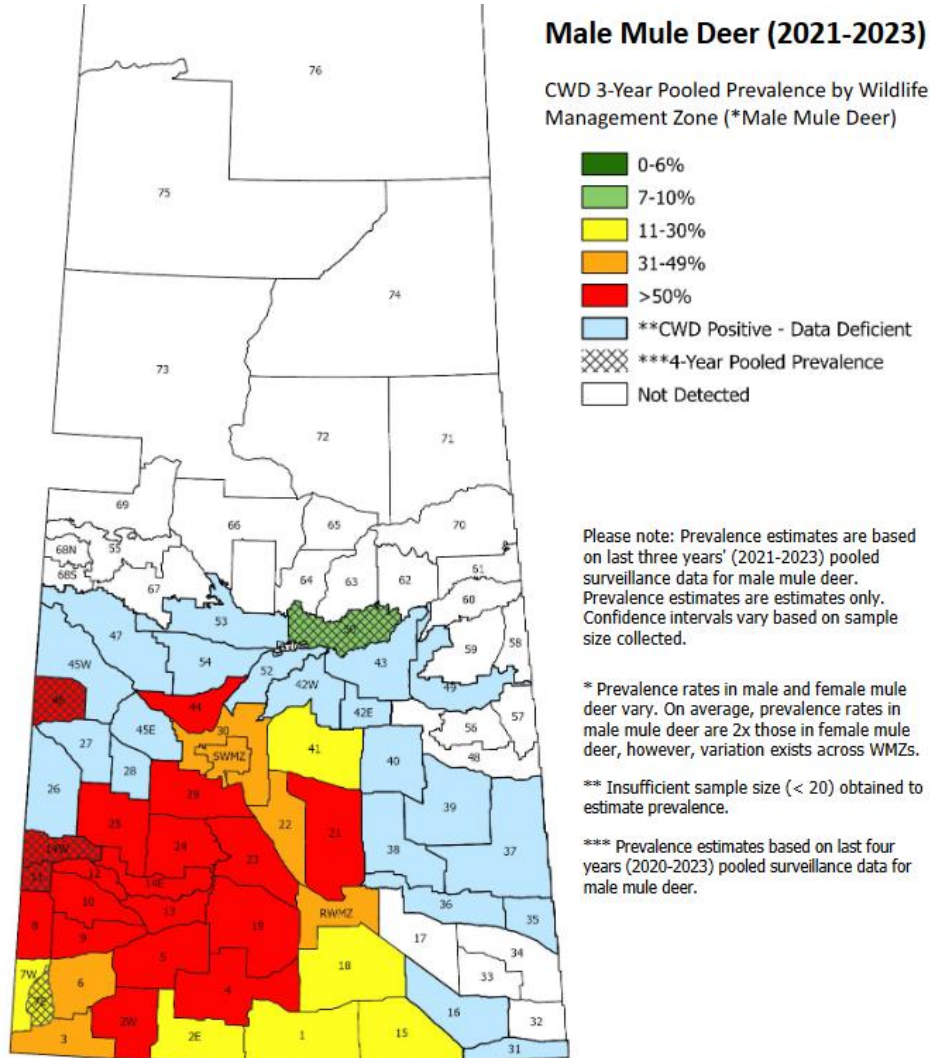 Male Mule Deer (2021-2023)
CWD 3-Year Pooled Prevalence by Wildlife
Management Zone (*Male Mule Deer)
0-6%
7-10%
11-30%
31-49%
>50%
**CWD Positive - Data Deficient
***4-Year Pooled Prevalence
Not Detected
Please note: Prevalence estimates are based
on last three years' (2021-2023) pooled
surveillance data for male mule deer.
Prevalence estimates are estimates only.
Confidence intervals vary based on sample
size collected.
* Prevalence rates in male and female mule
deer vary. On average, prevalence rates in
male mule deer are 2x those in female mule
deer, however, variation exists across WMZs.
** Insufficient sample size (< 20) obtained to
estimate prevalence.
*** Prevalence estimates based on last four
years (2020-2023) pooled surveillance data for
male mule deer.
76
75
74
73
72
71
69
66
65
70
68N
55
68S
67
64
63
62
61
60
53
50
47
54
43
59
58
45W
52
42W
49
46
44
42E
57
45E
30
56
27
SWMZ
41
48
28
40
26
29
39
25
22
21
24
23
38
37
14W
12
14E
36
10
13
19
RWMZ
35
8
9
17
34
5
18
7W
6
4
33
16
2W
32
3
2E
1
15
31